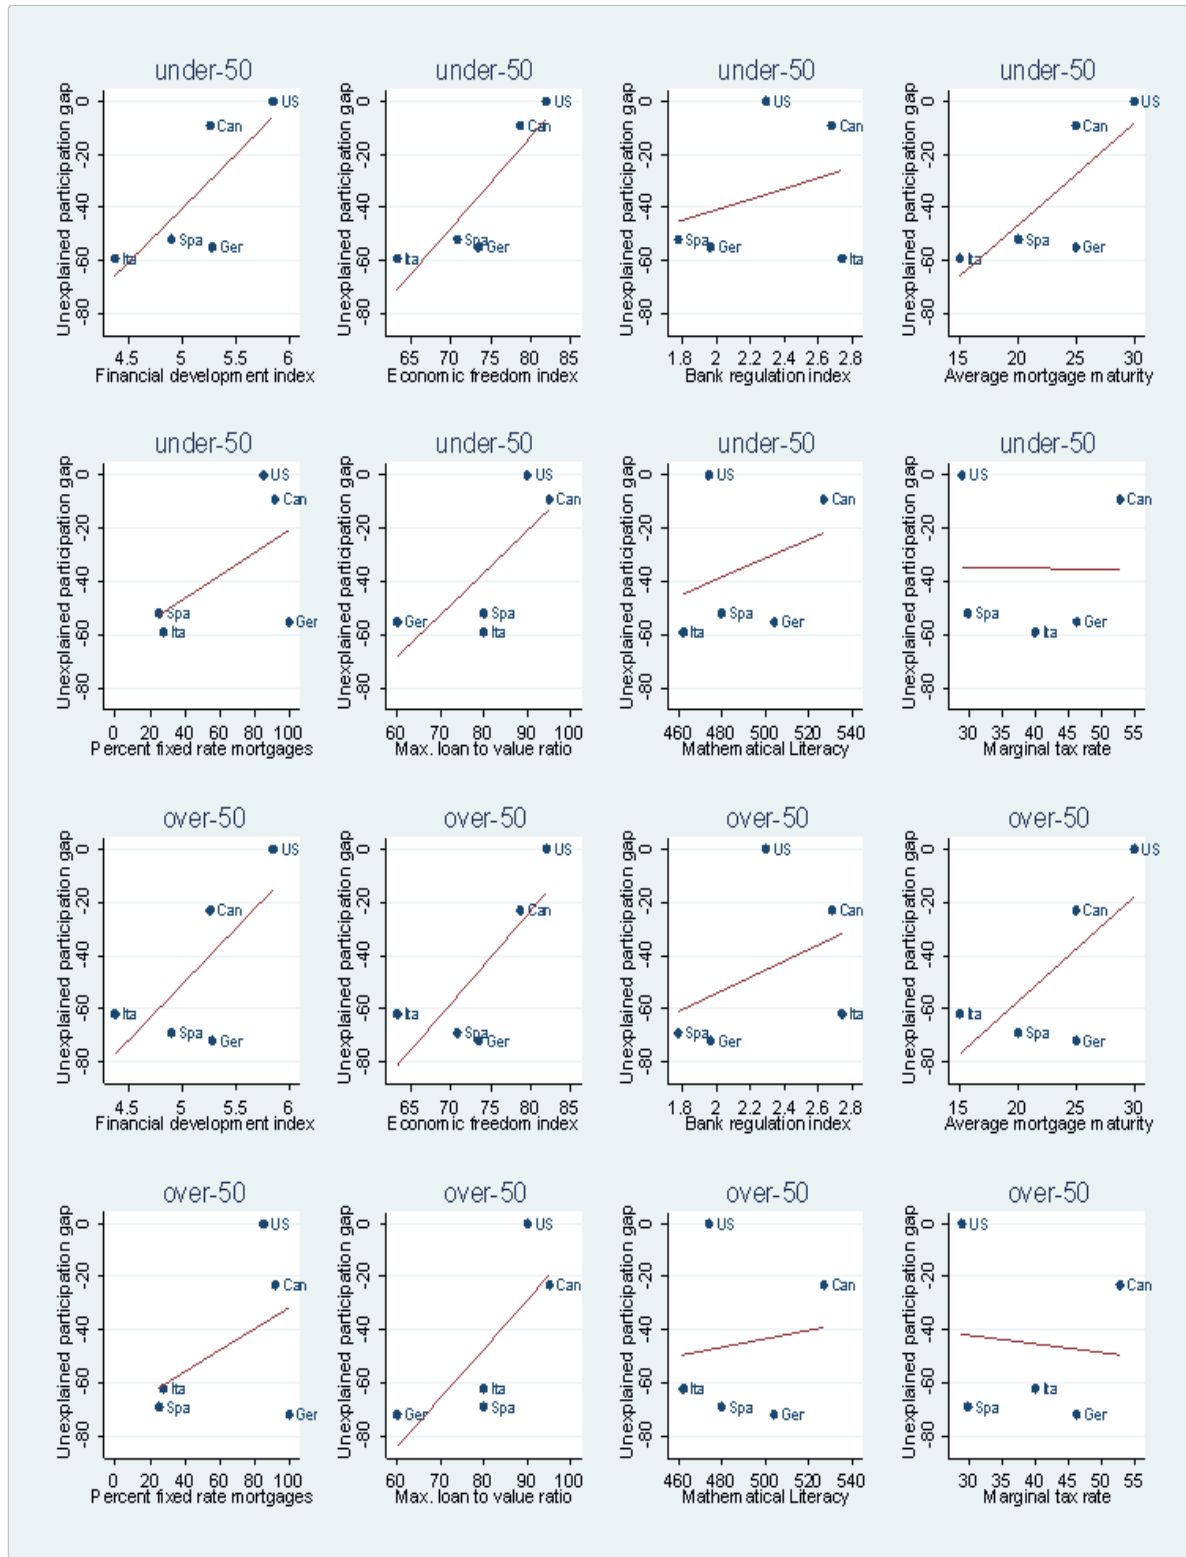 under-50 under-50 under-50 under-50
Unexplained participation gap
0
-20
-40
-60
-80
US
Can
Spa
Ger
Ita
4.5 5 5.5 6
Financial development index
Unexplained participation gap
0
-20
-40
-60
-80
US
Can
Spa
Ger
Ita
65 70 75 80 85
Economic freedom index
Unexplained participation gap
0
-20
-40
-60
-80
US
Can
Spa
Ger
Ita
1.8 2 2.2 2.4 2.6 2.8
Bank regulation index
Unexplained participation gap
0
-20
-40
-60
-80
US
Can
Spa
Ger
Ita
15 20 25 30
Average mortgage maturity
under-50 under-50 under-50 under-50
Unexplained participation gap
0
-20
-40
-60
-80
US
Can
Spa
Ita
Ger
0 20 40 60 80 100
Percent fixed rate mortgages
Unexplained participation gap
0
-20
-40
-60
-80
US
Can
Ger
Spa
Ita
60 70 80 90 100
Max. loan to value ratio
Unexplained participation gap
0
-20
-40
-60
-80
US
Can
Spa
Ger
Ita
460 480 500 520 540
Mathematical Literacy
Unexplained participation gap
0
-20
-40
-60
-80
US
Can
Spa
Ger
Ita
30 35 40 45 50 55
Marginal tax rate
over-50 over-50 over-50 over-50
Unexplained participation gap
0
-20
-40
-60
-80
US
Can
Ita
Spa
Ger
4.5 5 5.5 6
Financial development index
Unexplained participation gap
0
-20
-40
-60
-80
US
Can
Ita
Spa
Ger
65 70 75 80 85
Economic freedom index
Unexplained participation gap
0
-20
-40
-60
-80
US
Can
Ita
Spa
Ger
1.8 2 2.2 2.4 2.6 2.8
Bank regulation index
Unexplained participation gap
0
-20
-40
-60
-80
US
Can
Ita
Spa
Ger
15 20 25 30
Average mortgage maturity
over-50 over-50 over-50 over-50
Unexplained participation gap
0
-20
-40
-60
-80
US
Can
Ita
Spa
Ger
0 20 40 60 80 100
Percent fixed rate mortgages
Unexplained participation gap
0
-20
-40
-60
-80
US
Can
Ita
Spa
Ger
60 70 80 90 100
Max. loan to value ratio
Unexplained participation gap
0
-20
-40
-60
-80
US
Can
Ita
Spa
Ger
460 480 500 520 540
Mathematical Literacy
Unexplained participation gap
0
-20
-40
-60
-80
US
Can
Ita
Spa
Ger
30 35 40 45 50 55
Marginal tax rate